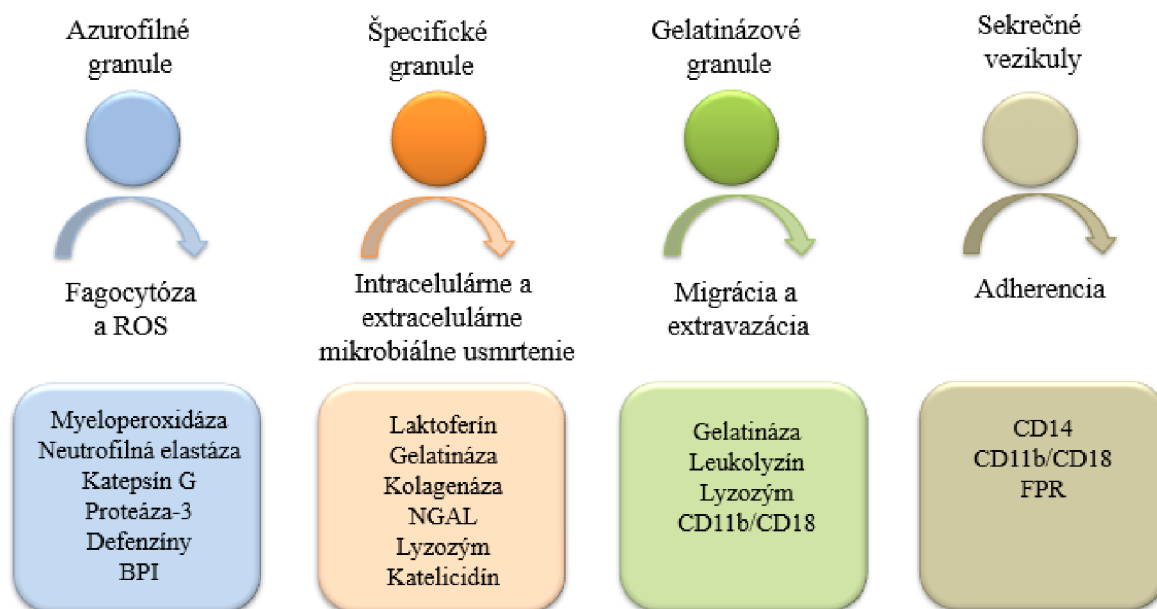 Azurofilné
granule
Špecifické
granule
Gelatinázové
granule
Sekrečné
vezikuly
Fagocytóza
a ROS
Intracelulárne a
extracelulárne
mikrobiálne usmrtenie
Migrácia a
extravazácia
Adherencia
Myeloperoxidáza
Neutrofilná elastáza
Katepsín G
Proteáza-3
Defenzíny
BPI
Laktoferín
Gelatináza
Kolagenáza
NGAL
Lyzozým
Katelicidín
Gelatináza
Leukolyzín
Lyzozým
CD11b/CD18
CD14
CD11b/CD18
FPR